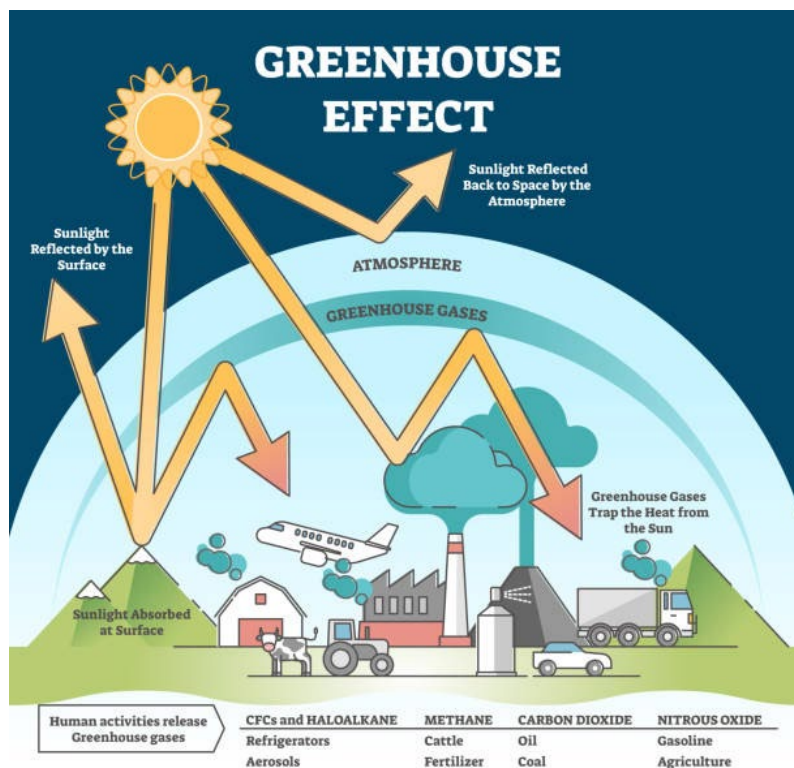 GREENHOUSE
EFFECT
Sunlight Reflected
Back to Space by the
Atmosphere
Sunlight
Reflected by the
Surface
ATMOSPHERE
GREENHOUSE GASES
Greenhouse Gases
Trap the Heat from
the Sun
Sunlight Absorbed
at Surface
Human activities release
Greenhouse gases
CFCs and HALOALKANE METHANE CARBON DIOXIDE NITROUS OXIDE
Refrigerators Cattle Oil Gasoline
Aerosols Fertilizer Coal Agriculture